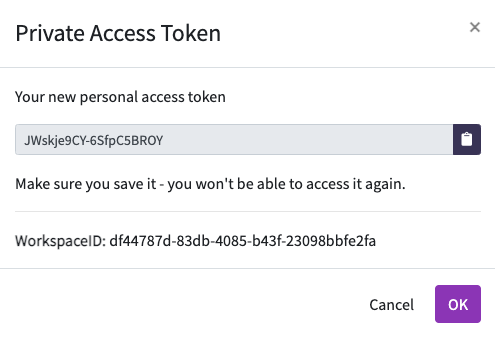 Private Access Token
×
Your new personal access token
JWskje9CY-6SfpC5BROY
Make sure you save it - you won't be able to access it again.
WorkspaceID: df44787d-83db-4085-b43f-23098bbfe2fa
Cancel
OK